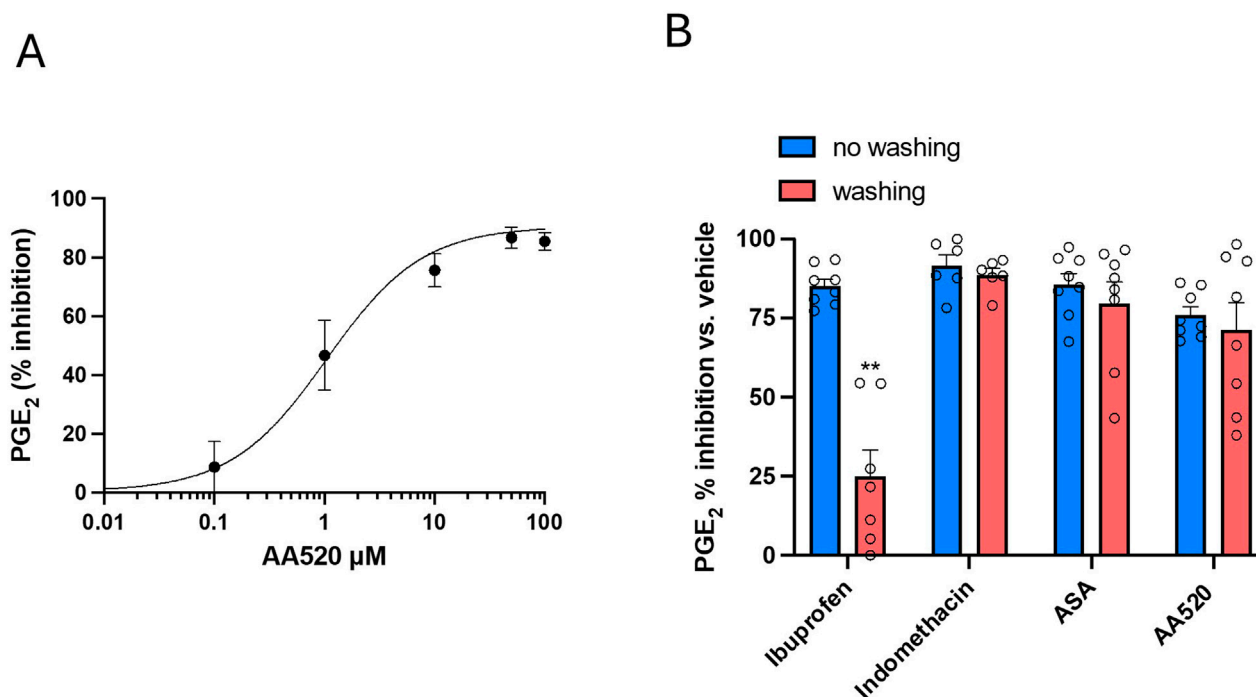 A
PGE2 (% inhibition)
100
80
60
40
20
0
0.01 0.1 1 10 100
AA520 µM
B
no washing
washing
PGE2 % inhibition vs. vehicle
100
75
50
25
0
**
Ibuprofen
Indomethacin
ASA
AA520